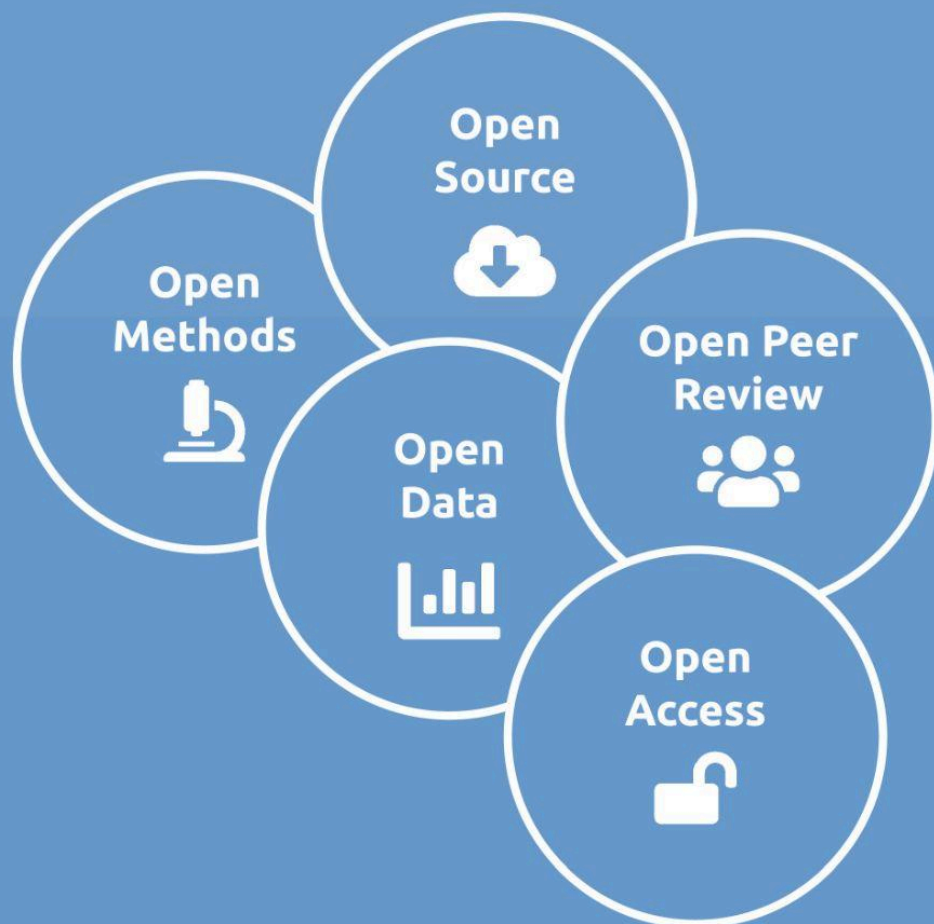 Open
Source
Open
Methods
Open Peer
Review
Open
Data
Open
Access